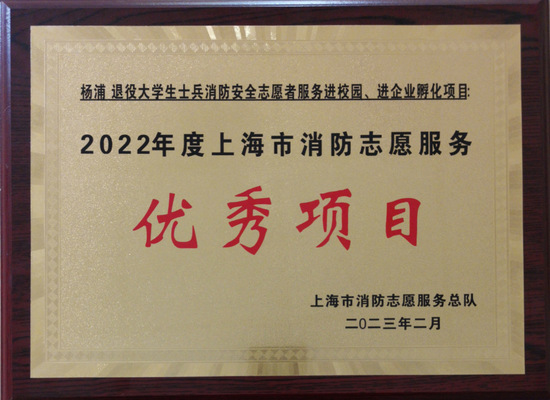 杨浦 退役大学生士兵消防安全志愿者服务进校园、进企业孵化项目:
2022年度上海市消防志愿服务
优秀项目
上海市消防志愿服务总队
二〇二三年二月